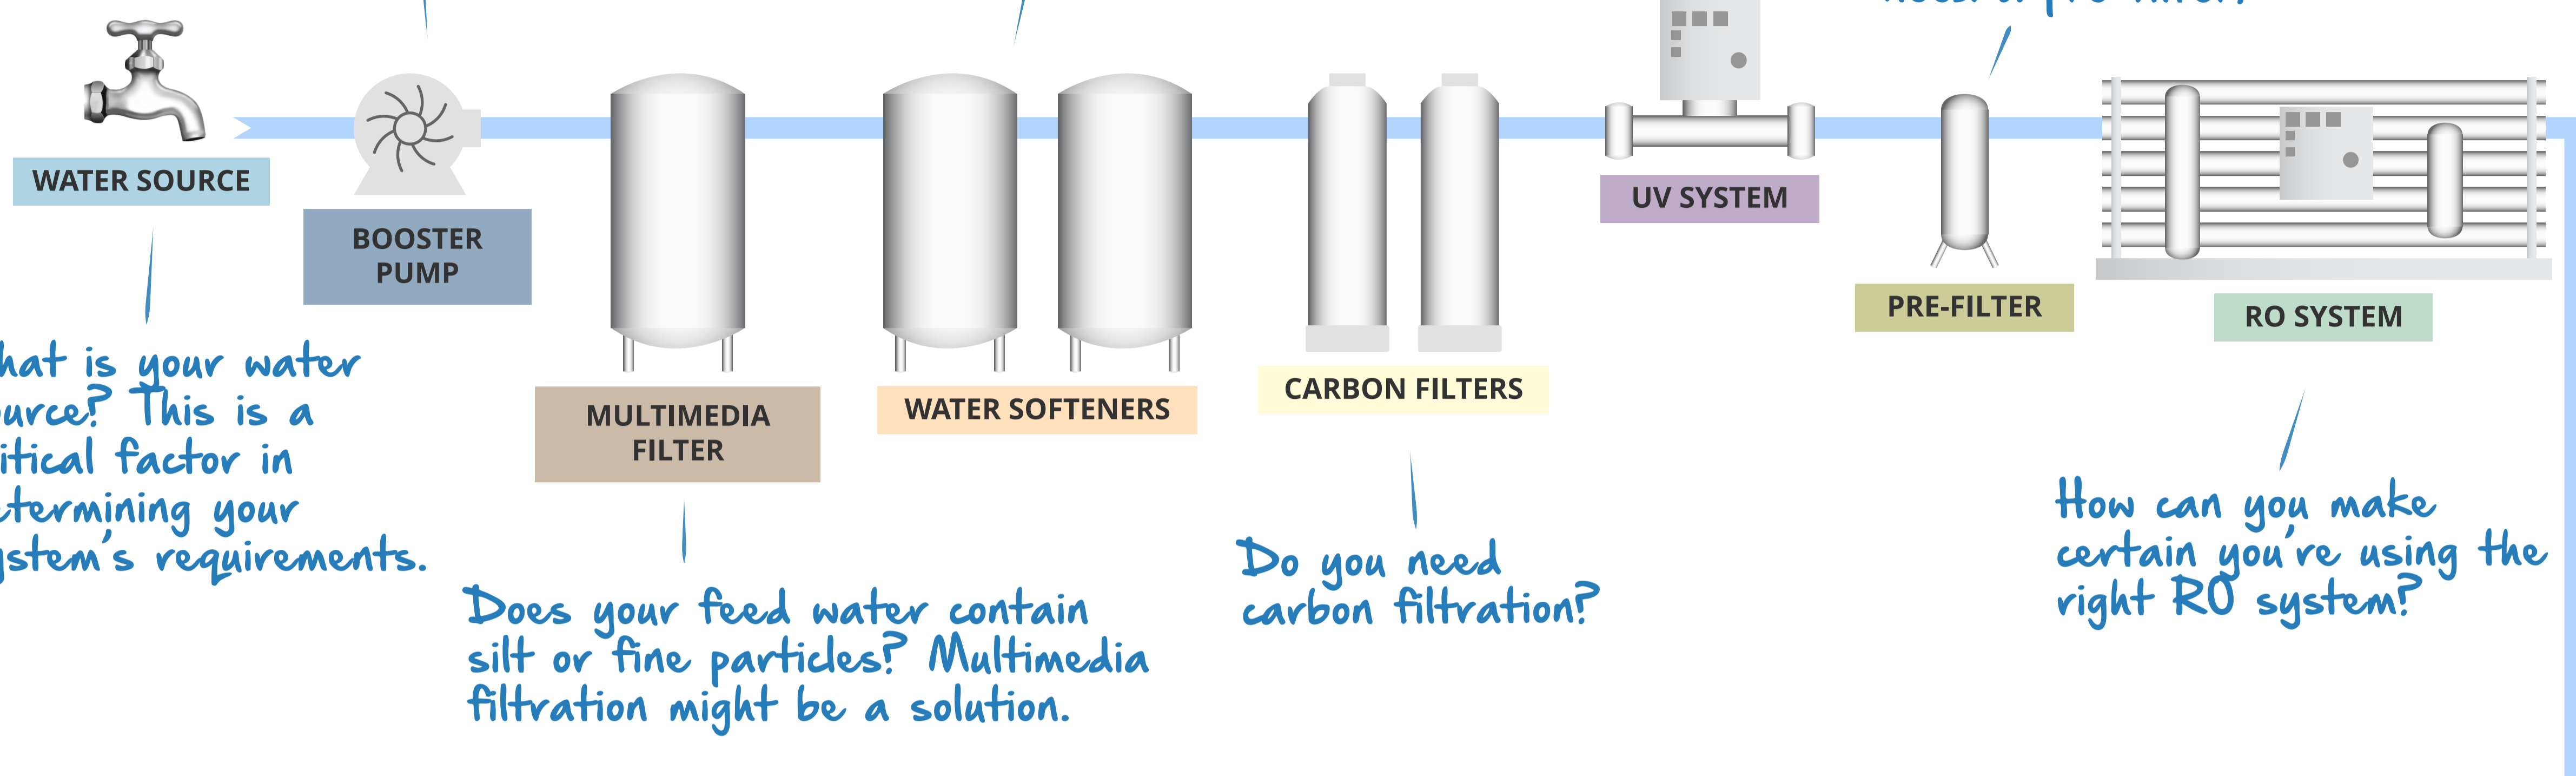 WATER SOURCE
BOOSTER
PUMP
MULTIMEDIA
FILTER
WATER SOFTENERS
CARBON FILTERS
UV SYSTEM
PRE-FILTER
RO SYSTEM
is your water
This is a
factor in
your
requirements.
Does your feed water contain
silt or fine particles? Multimedia
filtration might be a solution.
Do you need
carbon filtration?
How can you make
certain you're using the
right RO system?